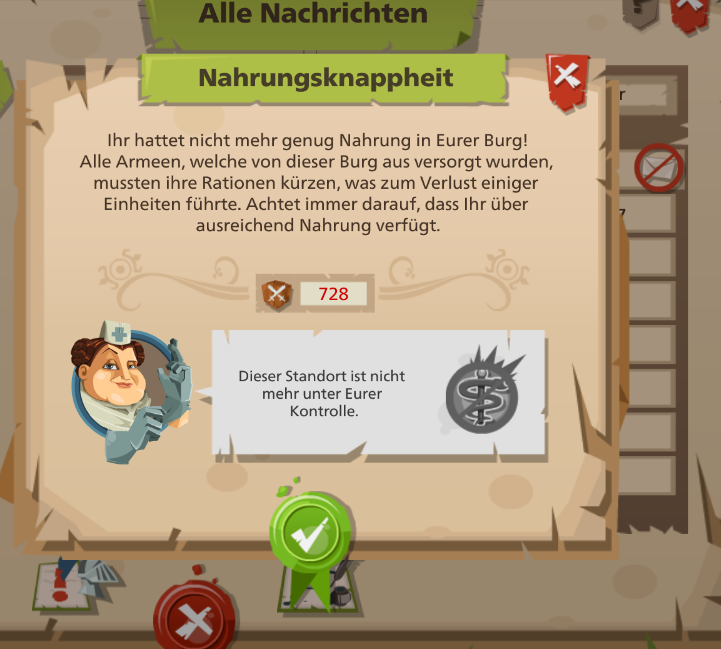 Alle Nachrichten
Nahrungsknappheit
Ihr hattet nicht mehr genug Nahrung in Eurer Burg!
Alle Armeen, welche von dieser Burg aus versorgt wurden,
mussten ihre Rationen kürzen, was zum Verlust einiger
Einheiten führte. Achtet immer darauf, dass Ihr über
ausreichend Nahrung verfügt.
728
Dieser Standort ist nicht
mehr unter Eurer
Kontrolle.